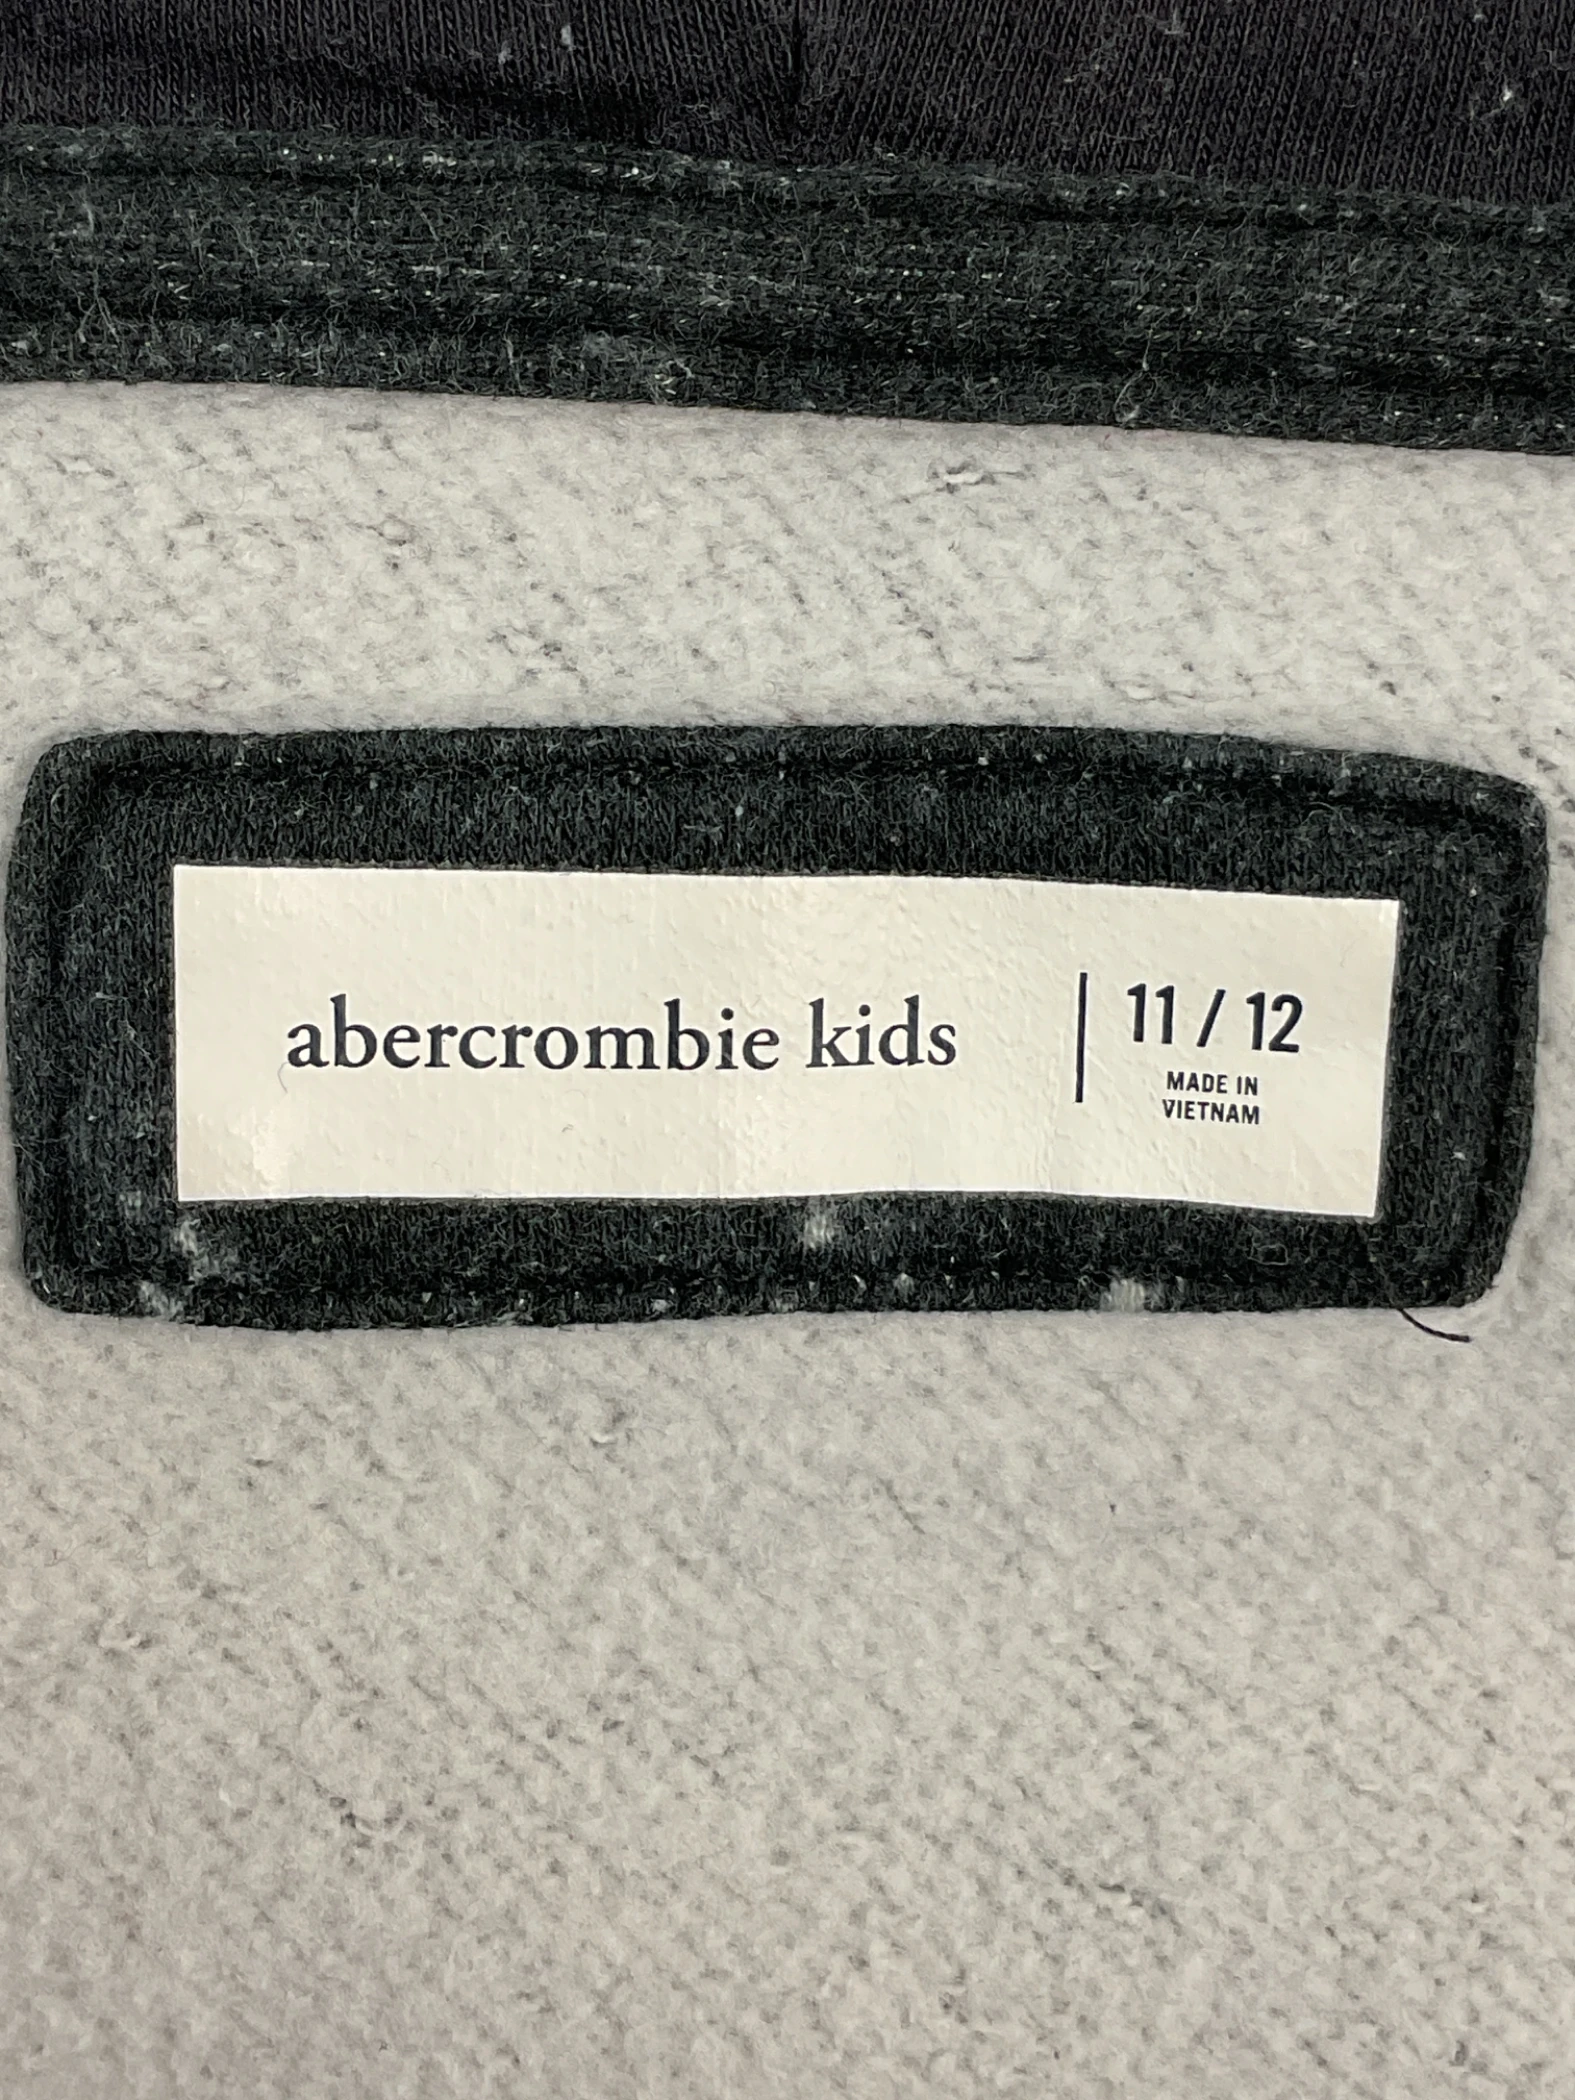 abercrombie kids
11 / 12
MADE IN
VIETNAM